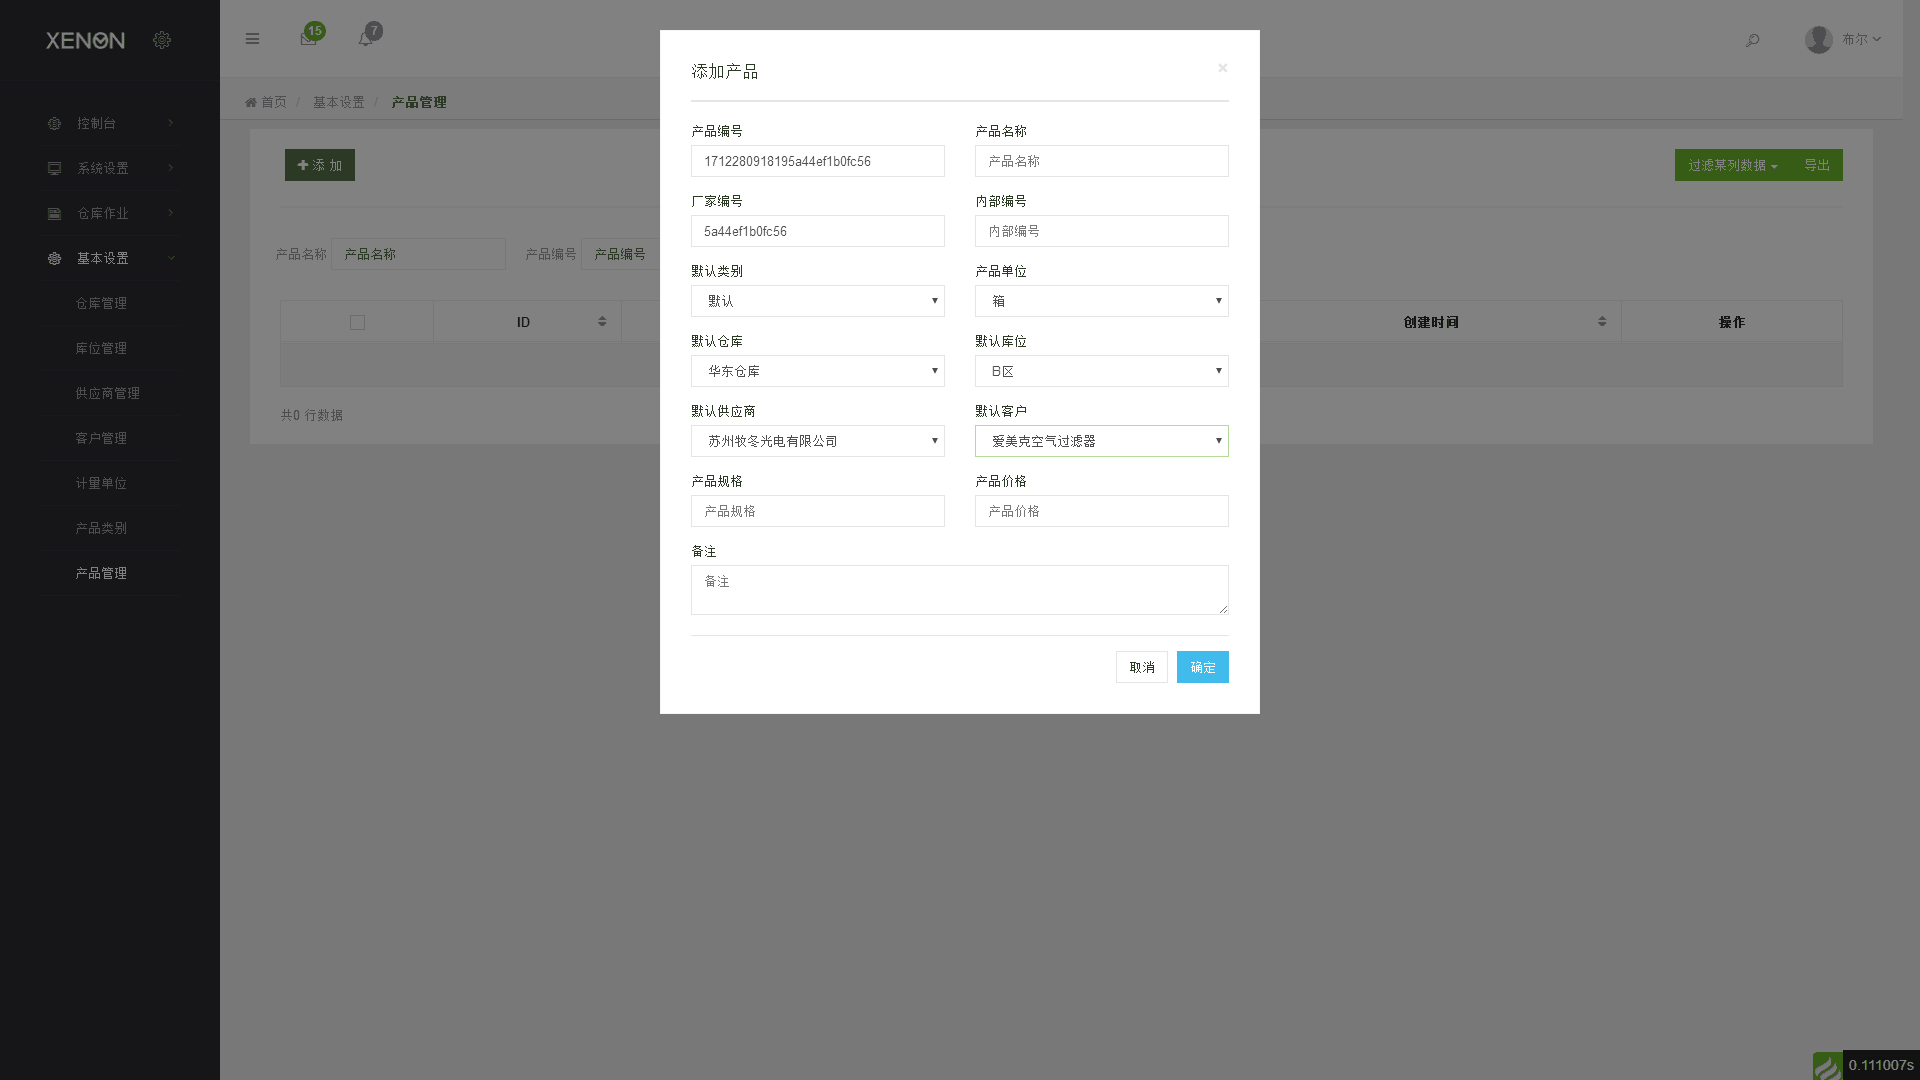 XENON
15
7
布尔
控制台
系统设置
仓库作业
基本设置
仓库管理
库位管理
供应商管理
客户管理
计量单位
产品类别
产品管理
首页 / 基本设置 / 产品管理
添 加
过滤某列数据
导出
产品名称 产品名称 产品编号 产品编号
ID
创建时间
操作
共0 行数据
添加产品
×
产品编号 产品名称
1712280918195a44ef1b0fc56 产品名称
厂家编号 内部编号
5a44ef1b0fc56 内部编号
默认类别 产品单位
默认 箱
默认仓库 默认库位
华东仓库 B区
默认供应商 默认客户
苏州牧冬光电有限公司 爱美克空气过滤器
产品规格 产品价格
产品规格 产品价格
备注
备注
取消 确定
0.111007s